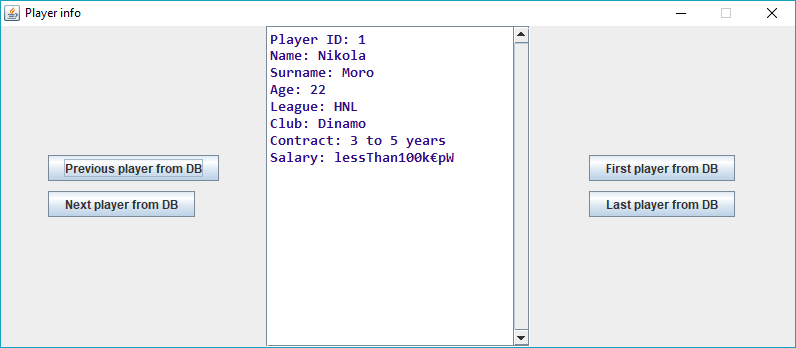 Player info
Player ID: 1
Name: Nikola
Surname: Moro
Age: 22
League: HNL
Club: Dinamo
Contract: 3 to 5 years
Salary: lessThan100k€pW
Previous player from DB
Next player from DB
First player from DB
Last player from DB